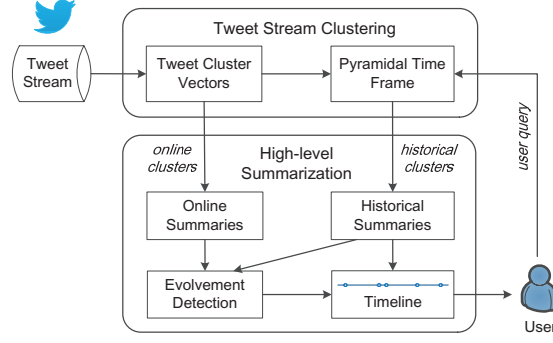 Tweet Stream Clustering
Tweet
Stream
Tweet Cluster
Vectors
Pyramidal Time
Frame
user query
online
clusters
High-level
Summarization
historical
clusters
Online
Summaries
Historical
Summaries
Evolvement
Detection
Timeline
User